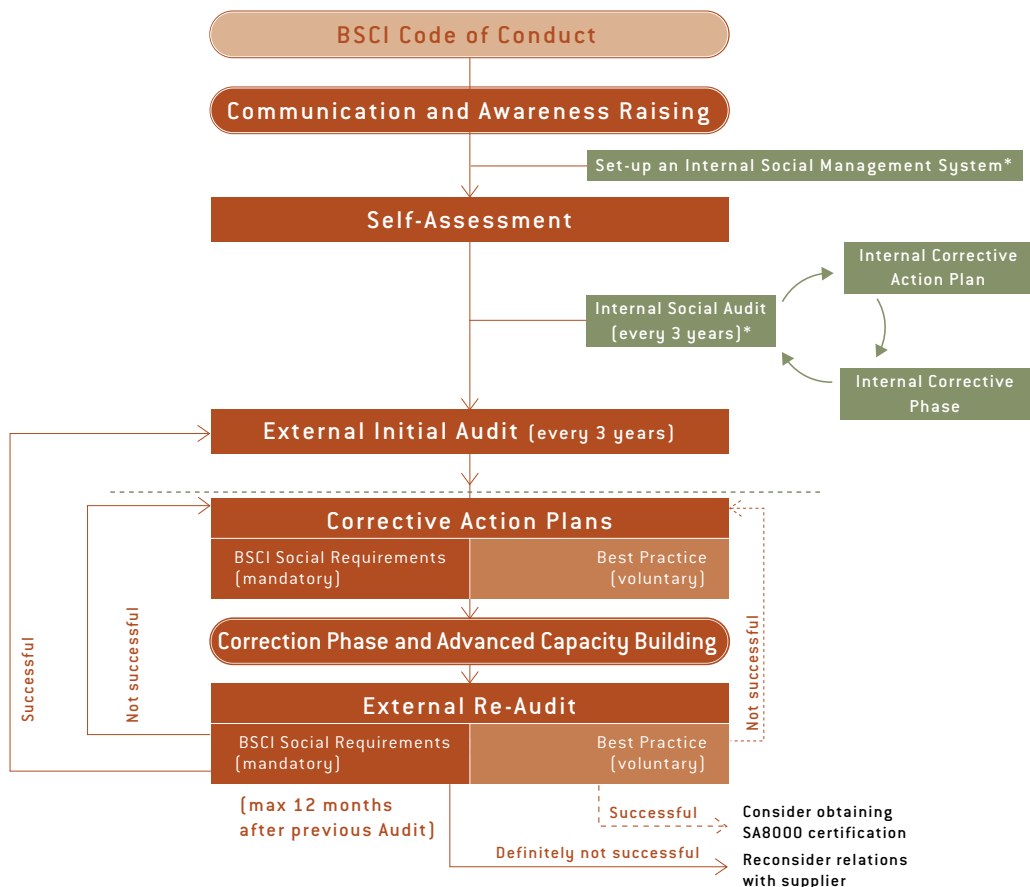 BSCI Code of Conduct
Communication and Awareness Raising
Set-up an Internal Social Management System*
Self-Assessment
Internal Corrective
Action Plan
Internal Social Audit
(every 3 years)*
Internal Corrective
Phase
External Initial Audit (every 3 years)
Corrective Action Plans
BSCI Social Requirements
(mandatory)
Best Practice
(voluntary)
Successful
Not successful
Correction Phase and Advanced Capacity Building
Not successful
External Re-Audit
BSCI Social Requirements
(mandatory)
Best Practice
(voluntary)
(max 12 months
after previous Audit)
Successful
Consider obtaining
SA8000 certification
Definitely not successful
Reconsider relations
with supplier